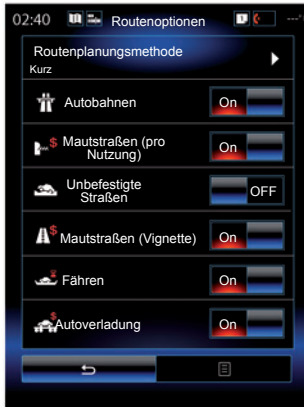 02:40 Routenoptionen
Routenplanungsmethode
Kurz
Autobahnen On
Mautstraßen (pro
Nutzung) On
Unbefestigte
Straßen OFF
Mautstraßen (Vignette) On
Fähren On
Autoverladung On